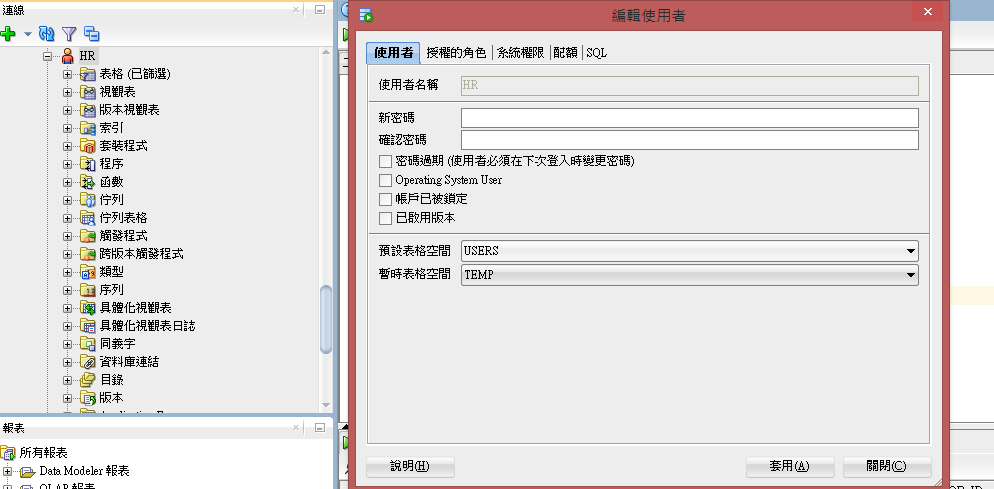 連線
HR
表格 (已篩選)
視觀表
版本視觀表
索引
套裝程式
程序
函數
佇列
佇列表格
觸發程式
跨版本觸發程式
類型
序列
具體化視觀表
具體化視觀表日誌
同義字
資料庫連結
目錄
版本
報表
所有報表
Data Modeler 報表
OLAP 報表
編輯使用者
使用者 授權的角色 系統權限 配額 SQL
使用者名稱 HR
新密碼
確認密碼
密碼過期 (使用者必須在下次登入時變更密碼)
Operating System User
帳戶已被鎖定
已啟用版本
預設表格空間 USERS
暫時表格空間 TEMP
說明(H) 套用(A) 關閉(C)